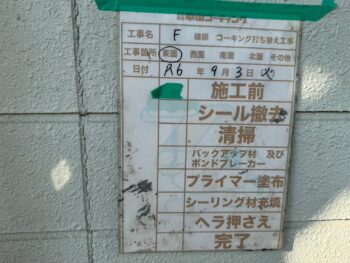 工事名 F 様邸 コーキング打ち替え工事
工事箇所 東面 西面 南面 北面 その他
日付 R6 年 9月 3日 火
施工前
シール撤去
清掃
バックアップ材 及び
ボンドブレーカー
プライマー塗布
シーリング材充填
ヘラ押さえ
完了